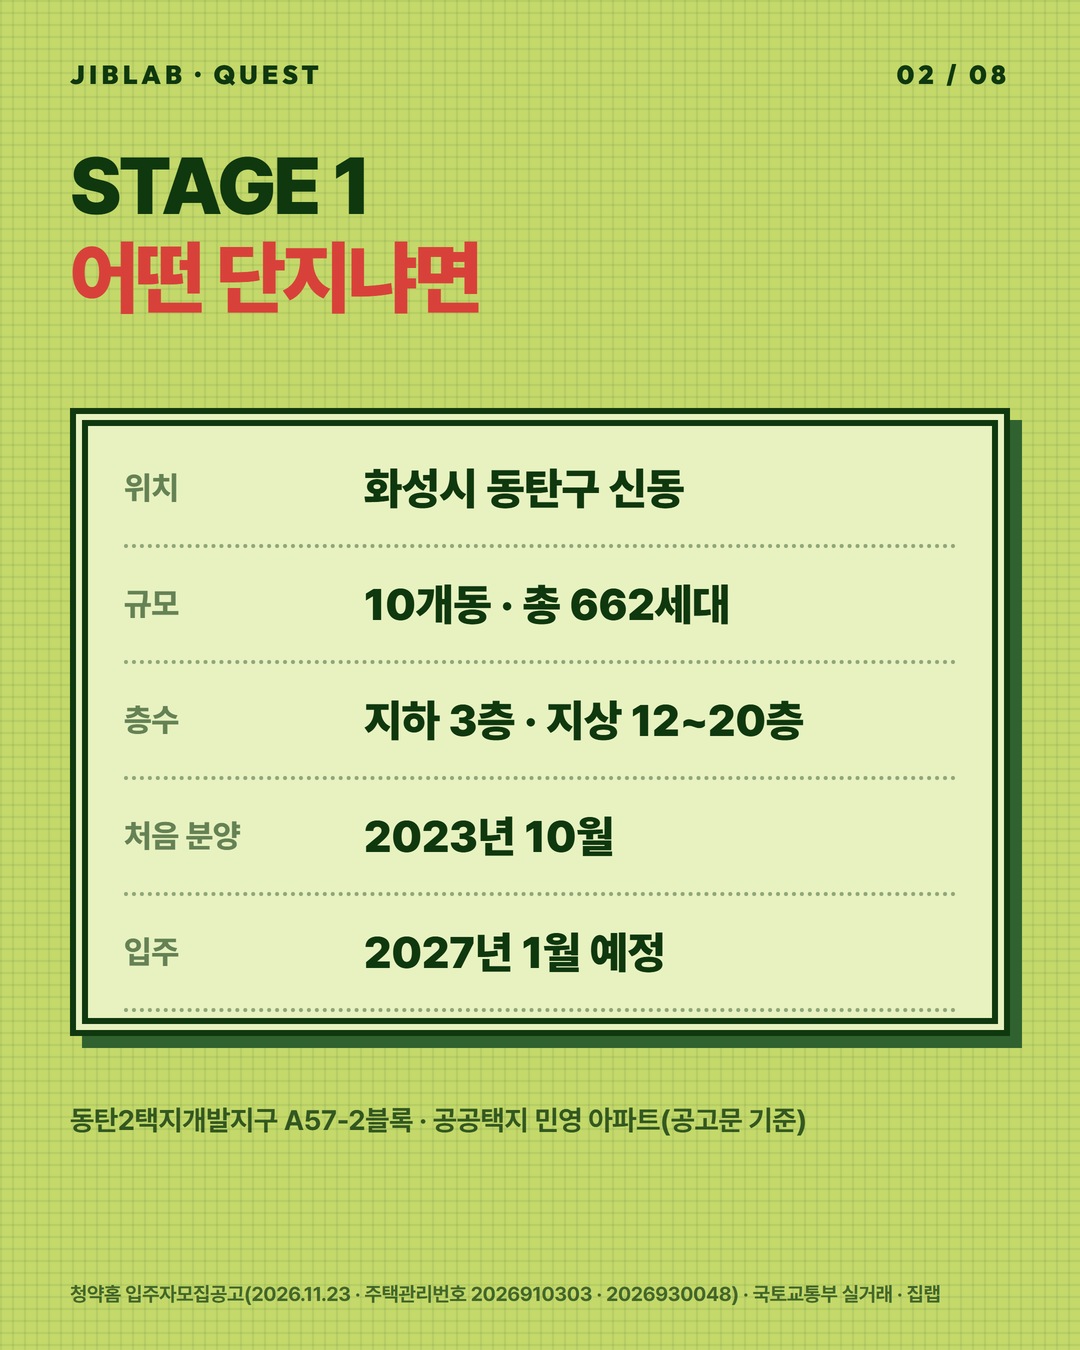 JIBLAB · QUEST
02 / 08
STAGE 1
어떤 단지냐면
위치 화성시 동탄구 신동
규모 10개동 · 총 662세대
층수 지하 3층 · 지상 12~20층
처음 분양 2023년 10월
입주 2027년 1월 예정
동탄2택지개발지구 A57-2블록 · 공공택지 민영 아파트(공고문 기준)
청약홈 입주자모집공고(2026.11.23 · 주택관리번호 2026910303 · 2026930048) · 국토교통부 실거래 · 집랩